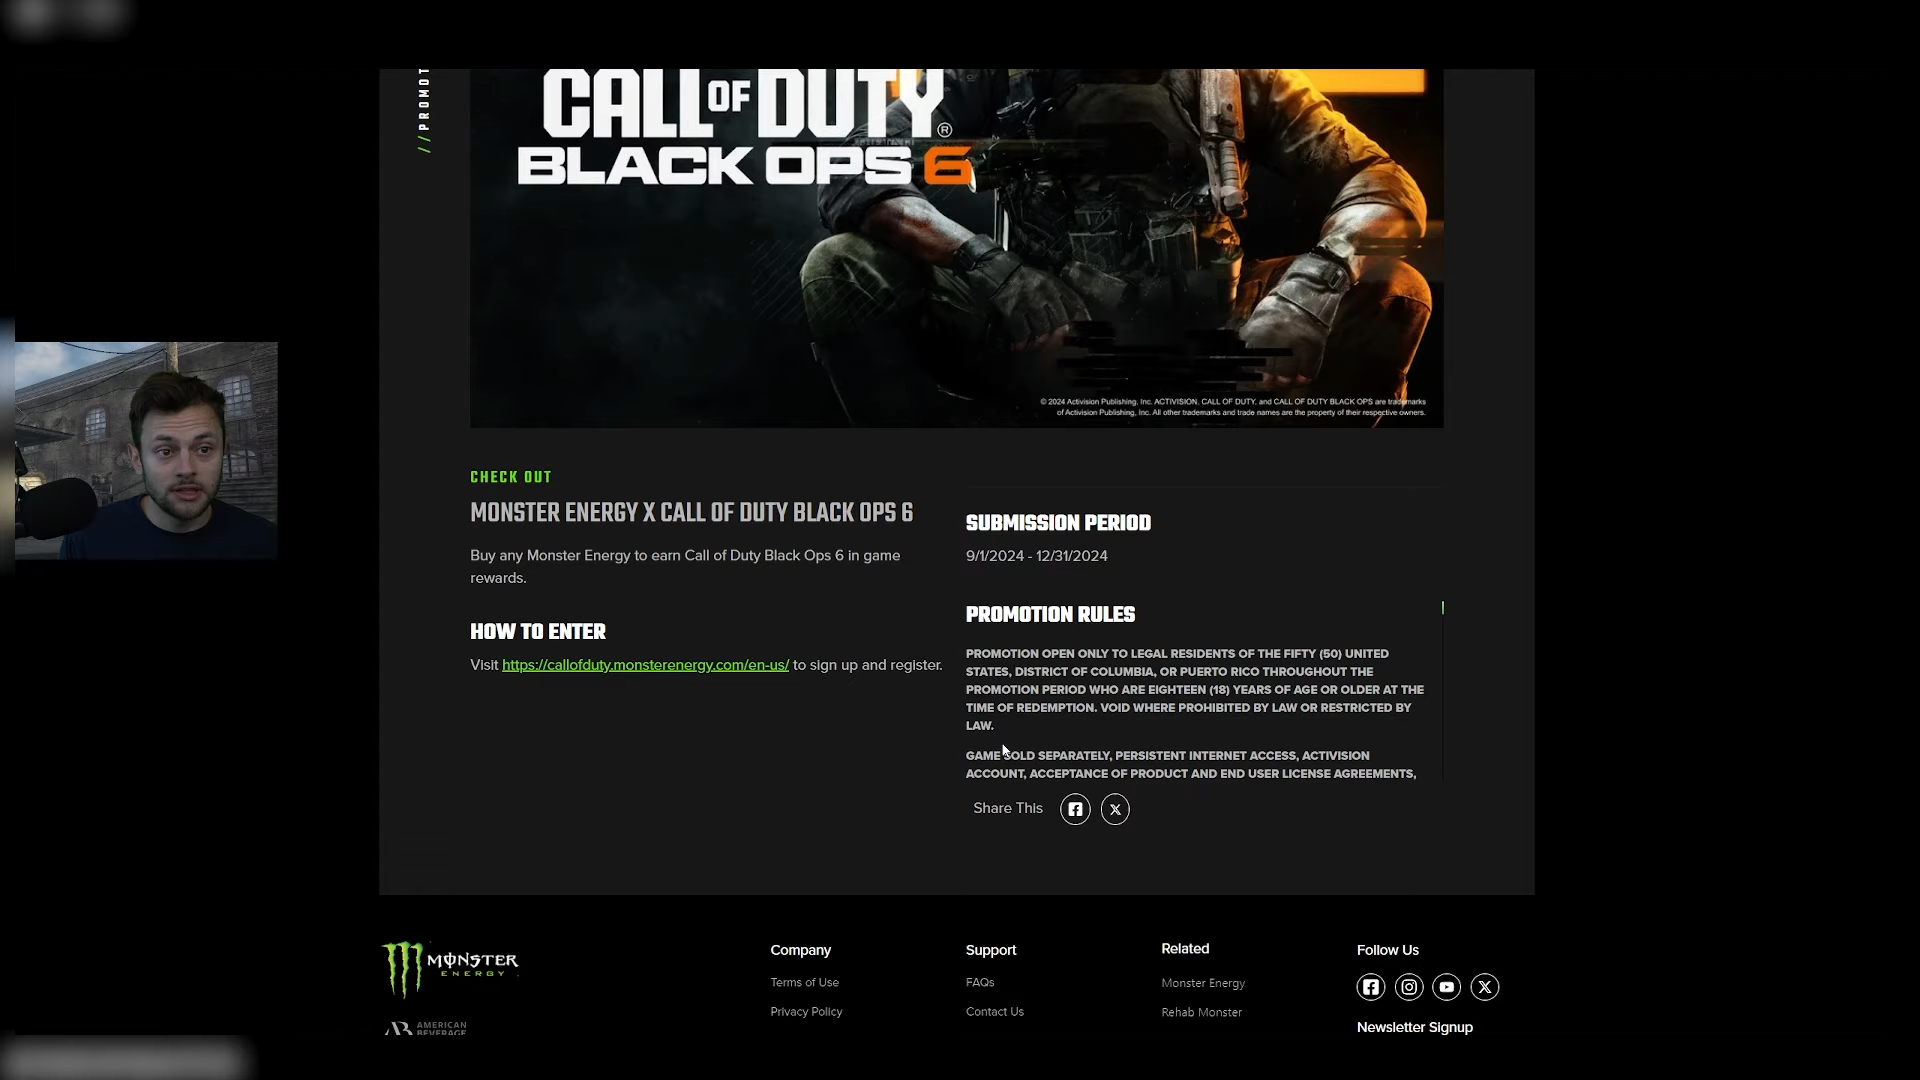 //PROMOT
CALL OF DUTY®
BLACK OPS 6
© 2024 Activision Publishing, Inc. ACTIVISION, CALL OF DUTY, and CALL OF DUTY BLACK OPS are trademarks
of Activision Publishing, Inc. All other trademarks and trade names are the property of their respective owners.
CHECK OUT
MONSTER ENERGY X CALL OF DUTY BLACK OPS 6
Buy any Monster Energy to earn Call of Duty Black Ops 6 in game
rewards.
HOW TO ENTER
Visit https://callofduty.monsterenergy.com/en-us/ to sign up and register.
SUBMISSION PERIOD
9/1/2024 - 12/31/2024
PROMOTION RULES
PROMOTION OPEN ONLY TO LEGAL RESIDENTS OF THE FIFTY (50) UNITED
STATES, DISTRICT OF COLUMBIA, OR PUERTO RICO THROUGHOUT THE
PROMOTION PERIOD WHO ARE EIGHTEEN (18) YEARS OF AGE OR OLDER AT THE
TIME OF REDEMPTION. VOID WHERE PROHIBITED BY LAW OR RESTRICTED BY
LAW.
GAME SOLD SEPARATELY, PERSISTENT INTERNET ACCESS, ACTIVISION
ACCOUNT, ACCEPTANCE OF PRODUCT AND END USER LICENSE AGREEMENTS,
Share This
MONSTER
ENERGY
AMERICAN
BEVERAGE
Company
Terms of Use
Privacy Policy
Support
FAQs
Contact Us
Related
Monster Energy
Rehab Monster
Follow Us
Newsletter Signup